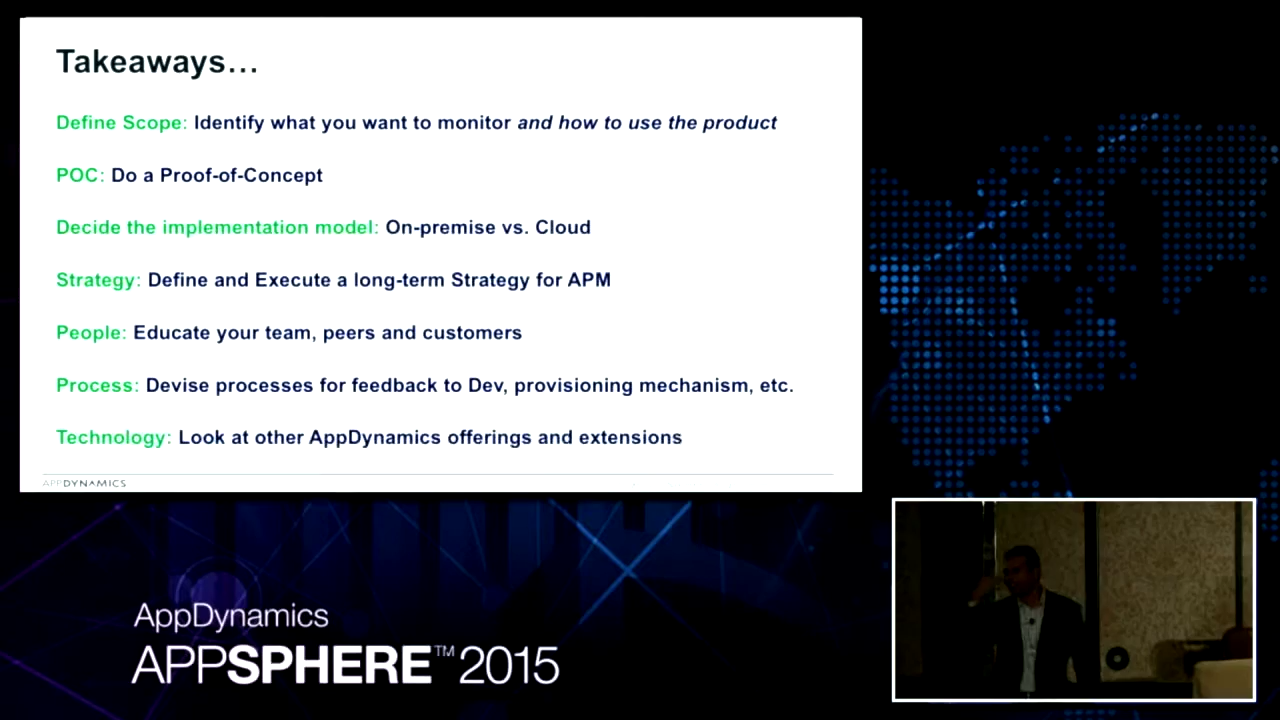 Takeaways...
Define Scope: Identify what you want to monitor and how to use the product
POC: Do a Proof-of-Concept
Decide the implementation model: On-premise vs. Cloud
Strategy: Define and Execute a long-term Strategy for APM
People: Educate your team, peers and customers
Process: Devise processes for feedback to Dev, provisioning mechanism, etc.
Technology: Look at other AppDynamics offerings and extensions
APPDYNAMICS
AppDynamics
APPSPHERE™ 2015